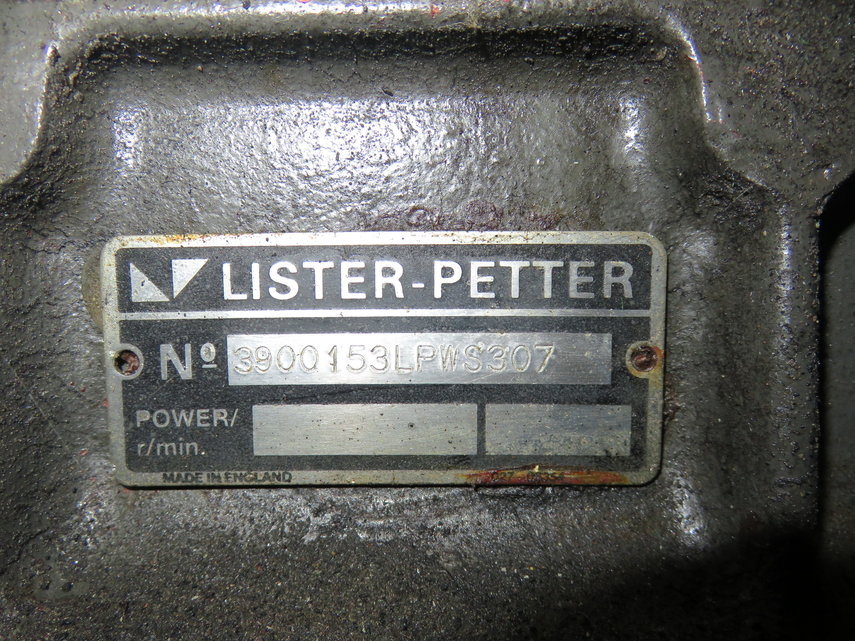 LISTER-PETTER
Nº 3900153LPWS307
POWER/
r/min.
MADE IN ENGLAND